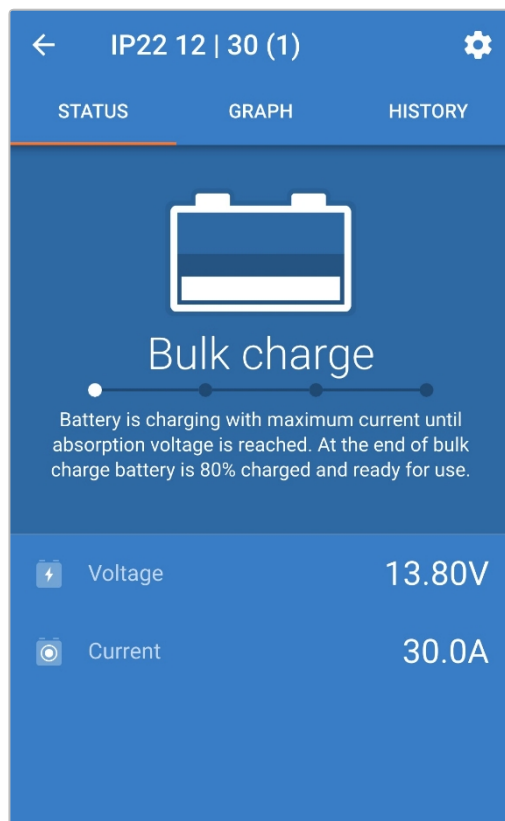 IP22 12 | 30 (1)
STATUS GRAPH HISTORY
Bulk charge
Battery is charging with maximum current until
absorption voltage is reached. At the end of bulk
charge battery is 80% charged and ready for use.
Voltage 13.80V
Current 30.0A